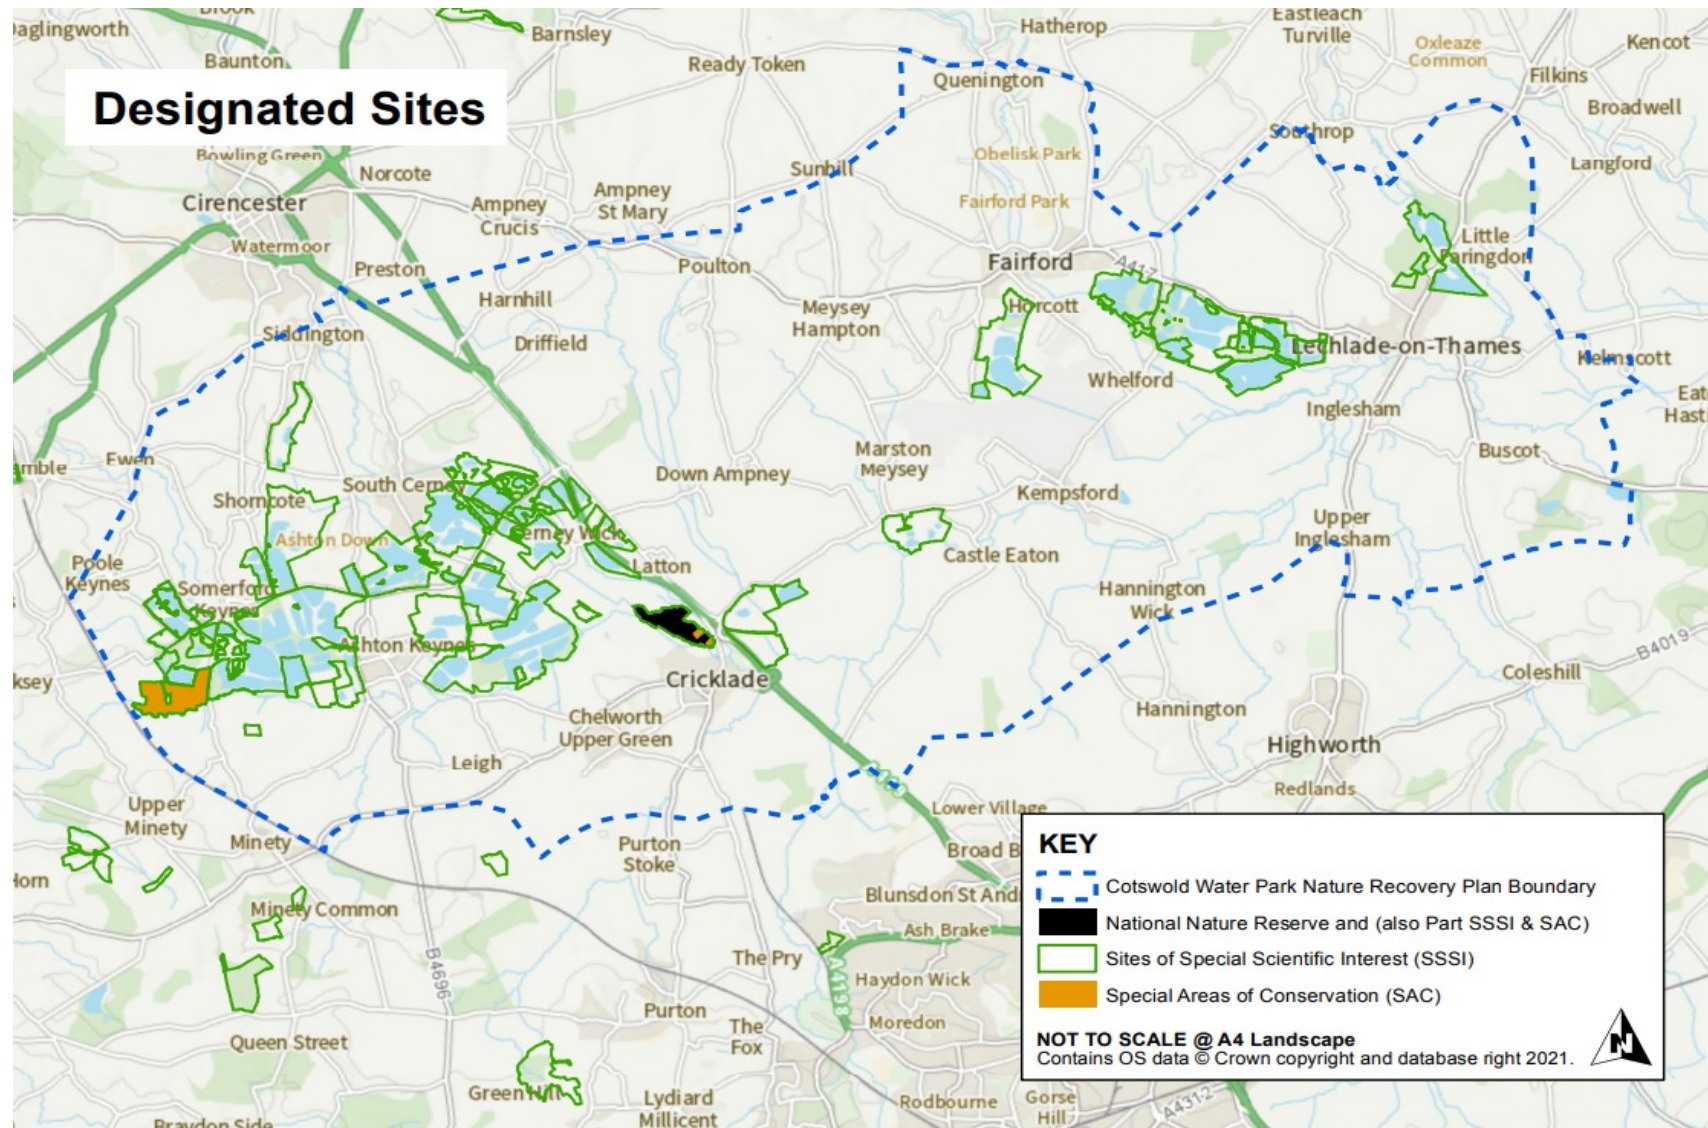 Brook
Daglingworth
Barnsley
Hatherop
Eastleach
Turville
Oxleaze
Common
Kencot
Baunton
Ready Token
Quenington
Filkins
Broadwell
Designated Sites
Southrop
Bowling Green
Norcote
Sunhill
Obelisk Park
Langford
Cirencester
Ampney
Crucis
Ampney
St Mary
Fairford Park
Watermoor
Preston
Poulton
Fairford
A417
Little
Faringdon
Harnhill
Meysey
Hampton
Horcott
Siddington
Driffield
Lechlade-on-Thames
Kelmscott
Whelford
Inglesham
Ewen
Marston
Meysey
Buscot
South Cerney
Down Ampney
Kempsford
Shorncote
Ashton Down
Cerney Wick
Upper
Inglesham
Poole
Keynes
Latton
Castle Eaton
Somerford
Keynes
Hannington
Wick
Ashton Keynes
B4019
Cricklade
Coleshill
Chelworth
Upper Green
Hannington
Leigh
Highworth
Redlands
Upper
Minety
Lower Village
Minety
Purton
Stoke
Broad B
Blunsdon St And
Minety Common
Ash Brake
The Pry
Haydon Wick
B4696
A4198
Purton
The
Fox
Moredon
Queen Street
Green Hill
Lydiard
Millicent
Rodbourne
Gorse
Hill
A4312
Braydon Side
KEY
Cotswold Water Park Nature Recovery Plan Boundary
National Nature Reserve and (also Part SSSI & SAC)
Sites of Special Scientific Interest (SSSI)
Special Areas of Conservation (SAC)
NOT TO SCALE @ A4 Landscape
Contains OS data © Crown copyright and database right 2021.
N